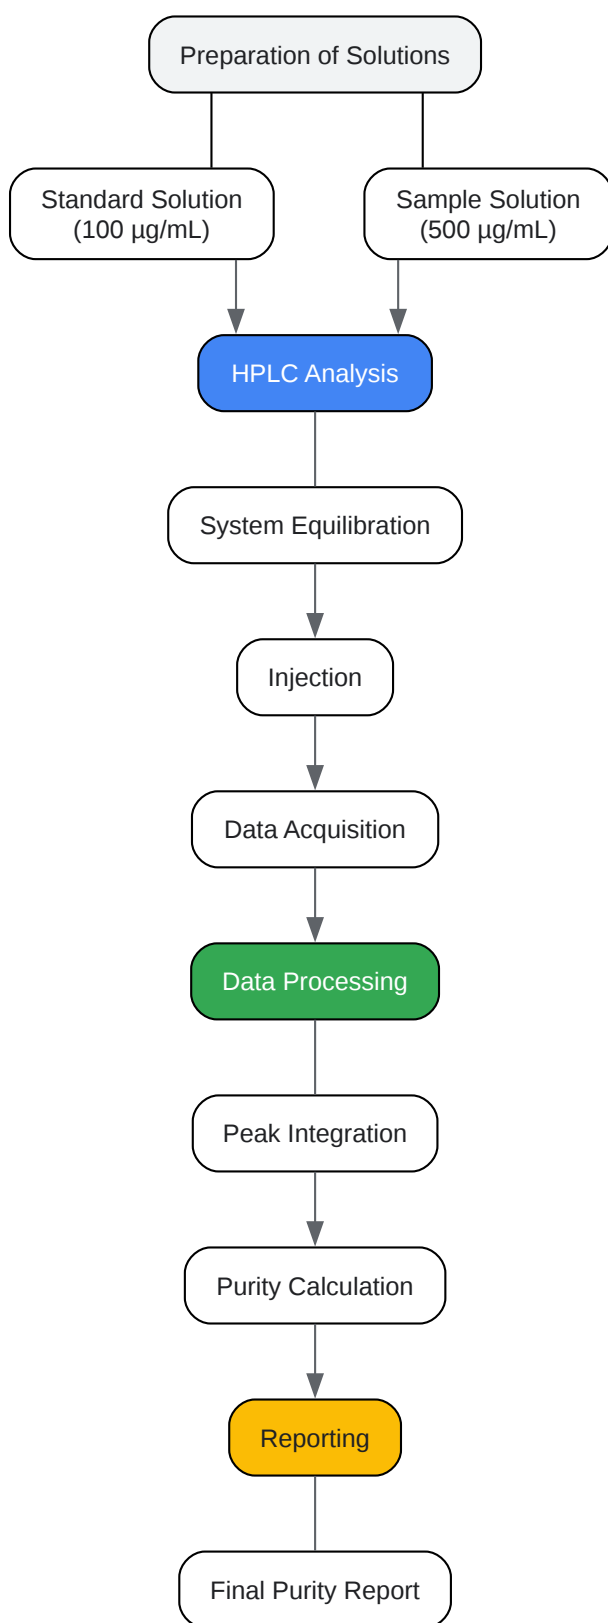 Preparation of Solutions
Standard Solution
(100 µg/mL)
Sample Solution
(500 µg/mL)
HPLC Analysis
System Equilibration
Injection
Data Acquisition
Data Processing
Peak Integration
Purity Calculation
Reporting
Final Purity Report